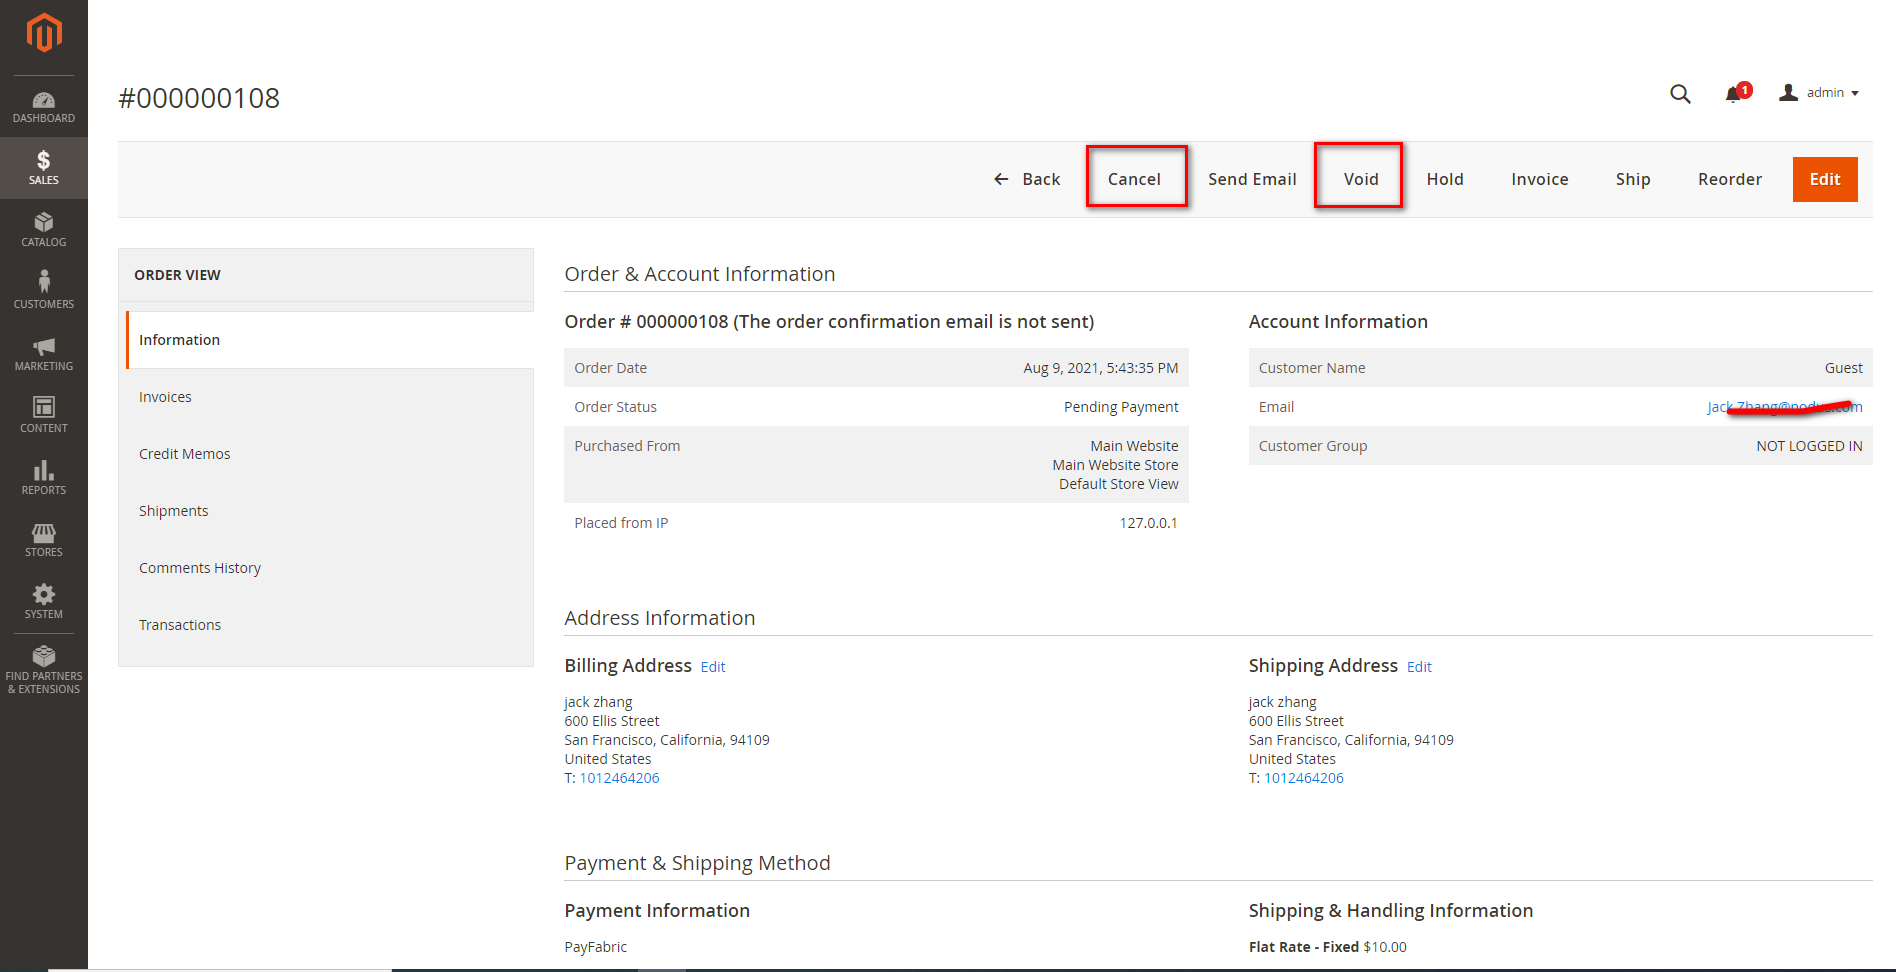 #000000108
1
admin
Back
Cancel
Send Email
Void
Hold
Invoice
Ship
Reorder
Edit
DASHBOARD
SALES
CATALOG
CUSTOMERS
MARKETING
CONTENT
REPORTS
STORES
SYSTEM
FIND PARTNERS
& EXTENSIONS
ORDER VIEW
Information
Invoices
Credit Memos
Shipments
Comments History
Transactions
Order & Account Information
Order # 000000108 (The order confirmation email is not sent)
Order Date Aug 9, 2021, 5:43:35 PM
Order Status Pending Payment
Purchased From Main Website
Main Website Store
Default Store View
Placed from IP 127.0.0.1
Account Information
Customer Name Guest
Email Jack
Customer Group NOT LOGGED IN
Address Information
Billing Address Edit
jack zhang
600 Ellis Street
San Francisco, California, 94109
United States
T: 1012464206
Shipping Address Edit
jack zhang
600 Ellis Street
San Francisco, California, 94109
United States
T: 1012464206
Payment & Shipping Method
Payment Information
PayFabric
Shipping & Handling Information
Flat Rate - Fixed $10.00